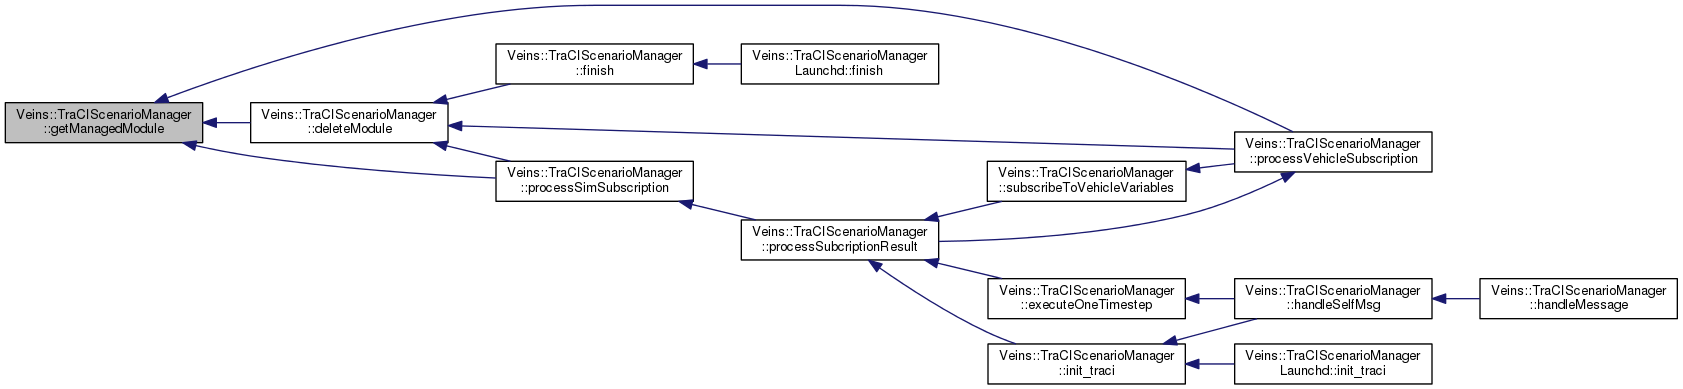 Veins::TraCIScenarioManager
::finish
Veins::TraCIScenarioManager
Launchd::finish
Veins::TraCIScenarioManager
::getManagedModule
Veins::TraCIScenarioManager
::deleteModule
Veins::TraCIScenarioManager
::processVehicleSubscription
Veins::TraCIScenarioManager
::processSimSubscription
Veins::TraCIScenarioManager
::subscribeToVehicleVariables
Veins::TraCIScenarioManager
::processSubcriptionResult
Veins::TraCIScenarioManager
::executeOneTimestep
Veins::TraCIScenarioManager
::handleSelfMsg
Veins::TraCIScenarioManager
::handleMessage
Veins::TraCIScenarioManager
::init_traci
Veins::TraCIScenarioManager
Launchd::init_traci